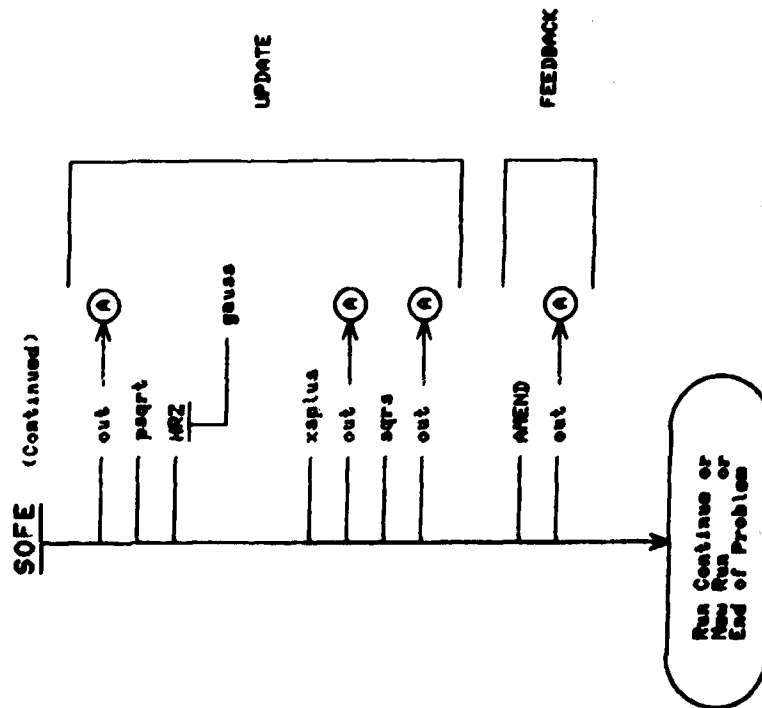 SOFE (Continued)
out → A
psqrt
HRZ
gauss
xsplus
out → A
sqrs
out → A
UPDATE
AMEND
out → A
FEEDBACK
Run Continue or
New Run or
End of Problem